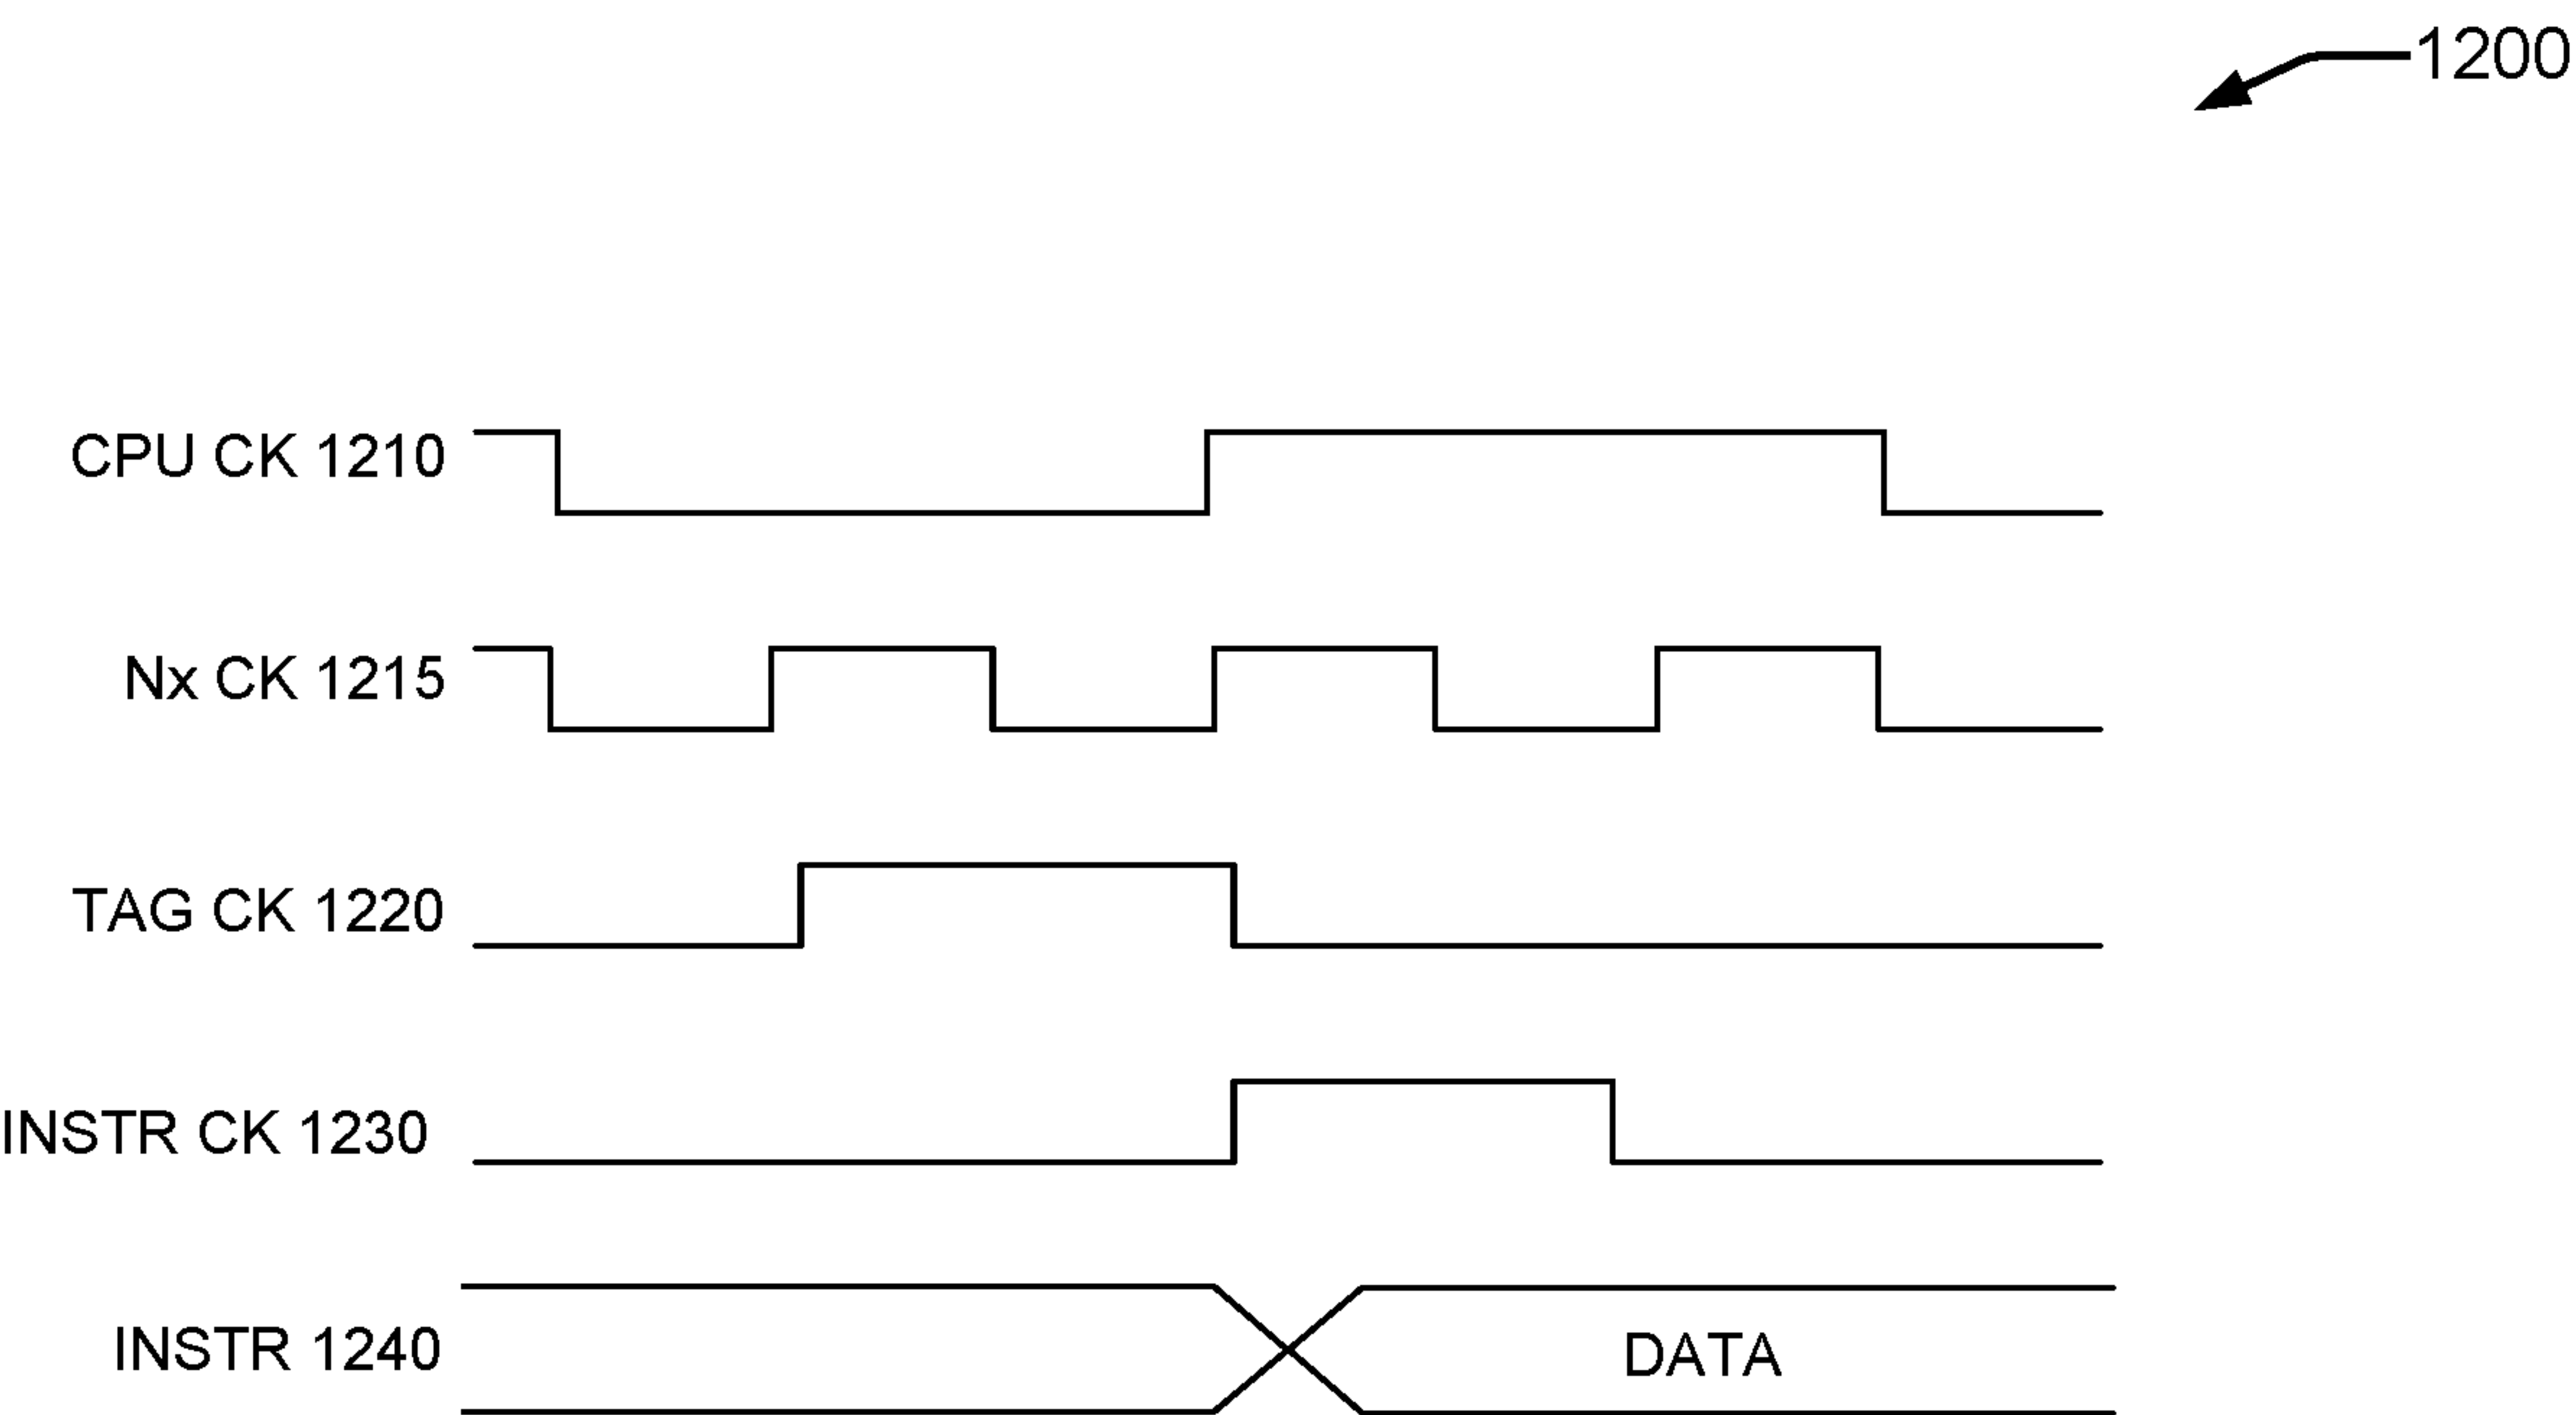 1200
CPU CK 1210
Nx CK 1215
TAG CK 1220
INSTR CK 1230
INSTR 1240
DATA